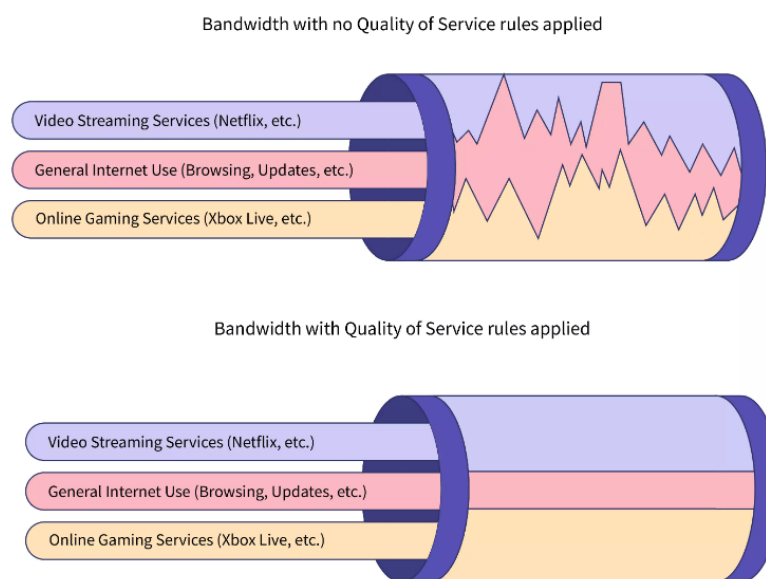 Bandwidth with no Quality of Service rules applied
Video Streaming Services (Netflix, etc.)
General Internet Use (Browsing, Updates, etc.)
Online Gaming Services (Xbox Live, etc.)
Bandwidth with Quality of Service rules applied
Video Streaming Services (Netflix, etc.)
General Internet Use (Browsing, Updates, etc.)
Online Gaming Services (Xbox Live, etc.)